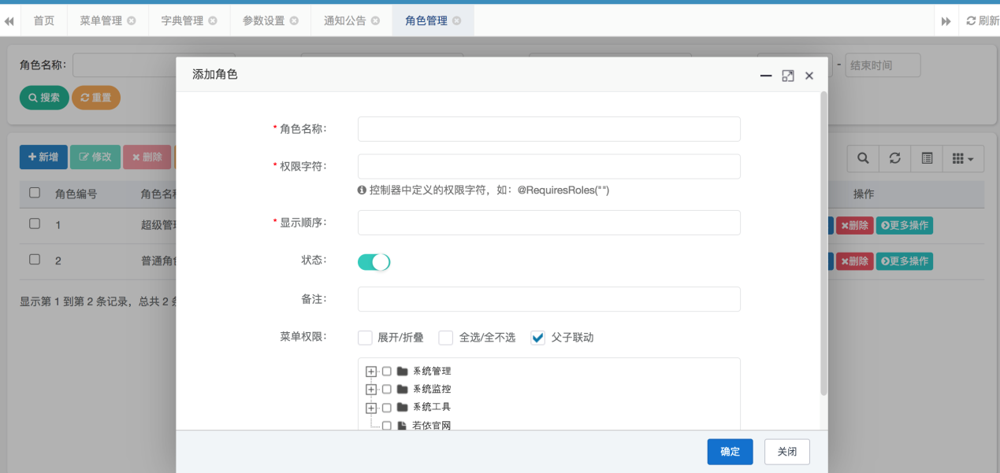 首页 菜单管理 字典管理 参数设置 通知公告 角色管理 刷新
角色名称: - 结束时间
搜索 重置
添加角色
* 角色名称:
* 权限字符:
控制器中定义的权限字符，如：@RequiresRoles("")
* 显示顺序:
状态:
备注:
菜单权限: 展开/折叠 全选/全不选 父子联动
系统管理
系统监控
系统工具
若依官网
确定 关闭
新增 修改 删除
角色编号 角色名称 操作
1 超级管 删除 更多操作
2 普通角 删除 更多操作
显示第 1 到第 2 条记录，总共 2 条